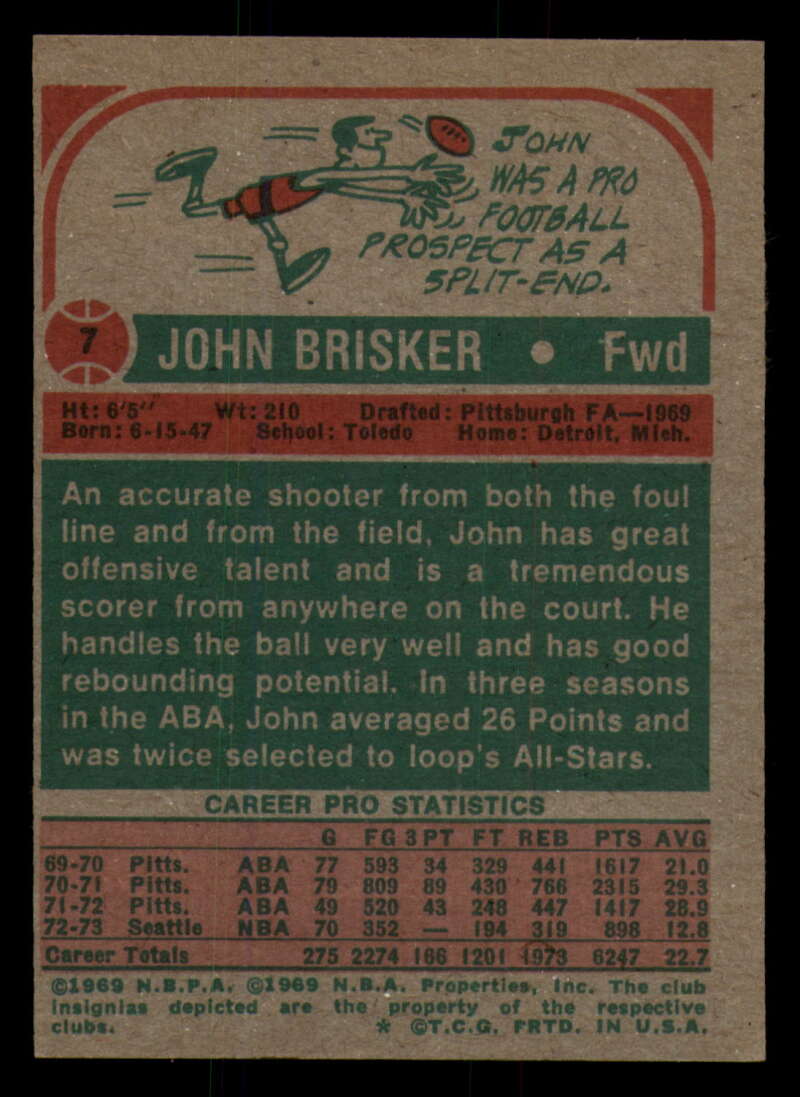 JOHN
WAS A PRO
FOOTBALL
PROSPECT AS A
SPLIT-END.
7 JOHN BRISKER • Fwd
Ht: 6'5" Wt: 210 Drafted: Pittsburgh FA—1969
Born: 6-15-47 School: Toledo Home: Detroit, Mich.
An accurate shooter from both the foul
line and from the field, John has great
offensive talent and is a tremendous
scorer from anywhere on the court. He
handles the ball very well and has good
rebounding potential. In three seasons
in the ABA, John averaged 26 Points and
was twice selected to loop's All-Stars.
CAREER PRO STATISTICS
G FG 3 PT FT REB PTS AVG
69-70 Pitts. ABA 77 593 34 329 441 1617 21.0
70-71 Pitts. ABA 79 809 89 430 766 2315 29.3
71-72 Pitts. ABA 49 520 43 248 447 1417 28.9
72-73 Seattle NBA 70 352 — 194 319 898 12.8
Career Totals 275 2274 166 1201 1973 6247 22.7
©1969 N.B.P.A. ©1969 N.B.A. Properties, Inc. The club
insignias depicted are the property of the respective
clubs. * ©T.C.G. PRTD. IN U.S.A.